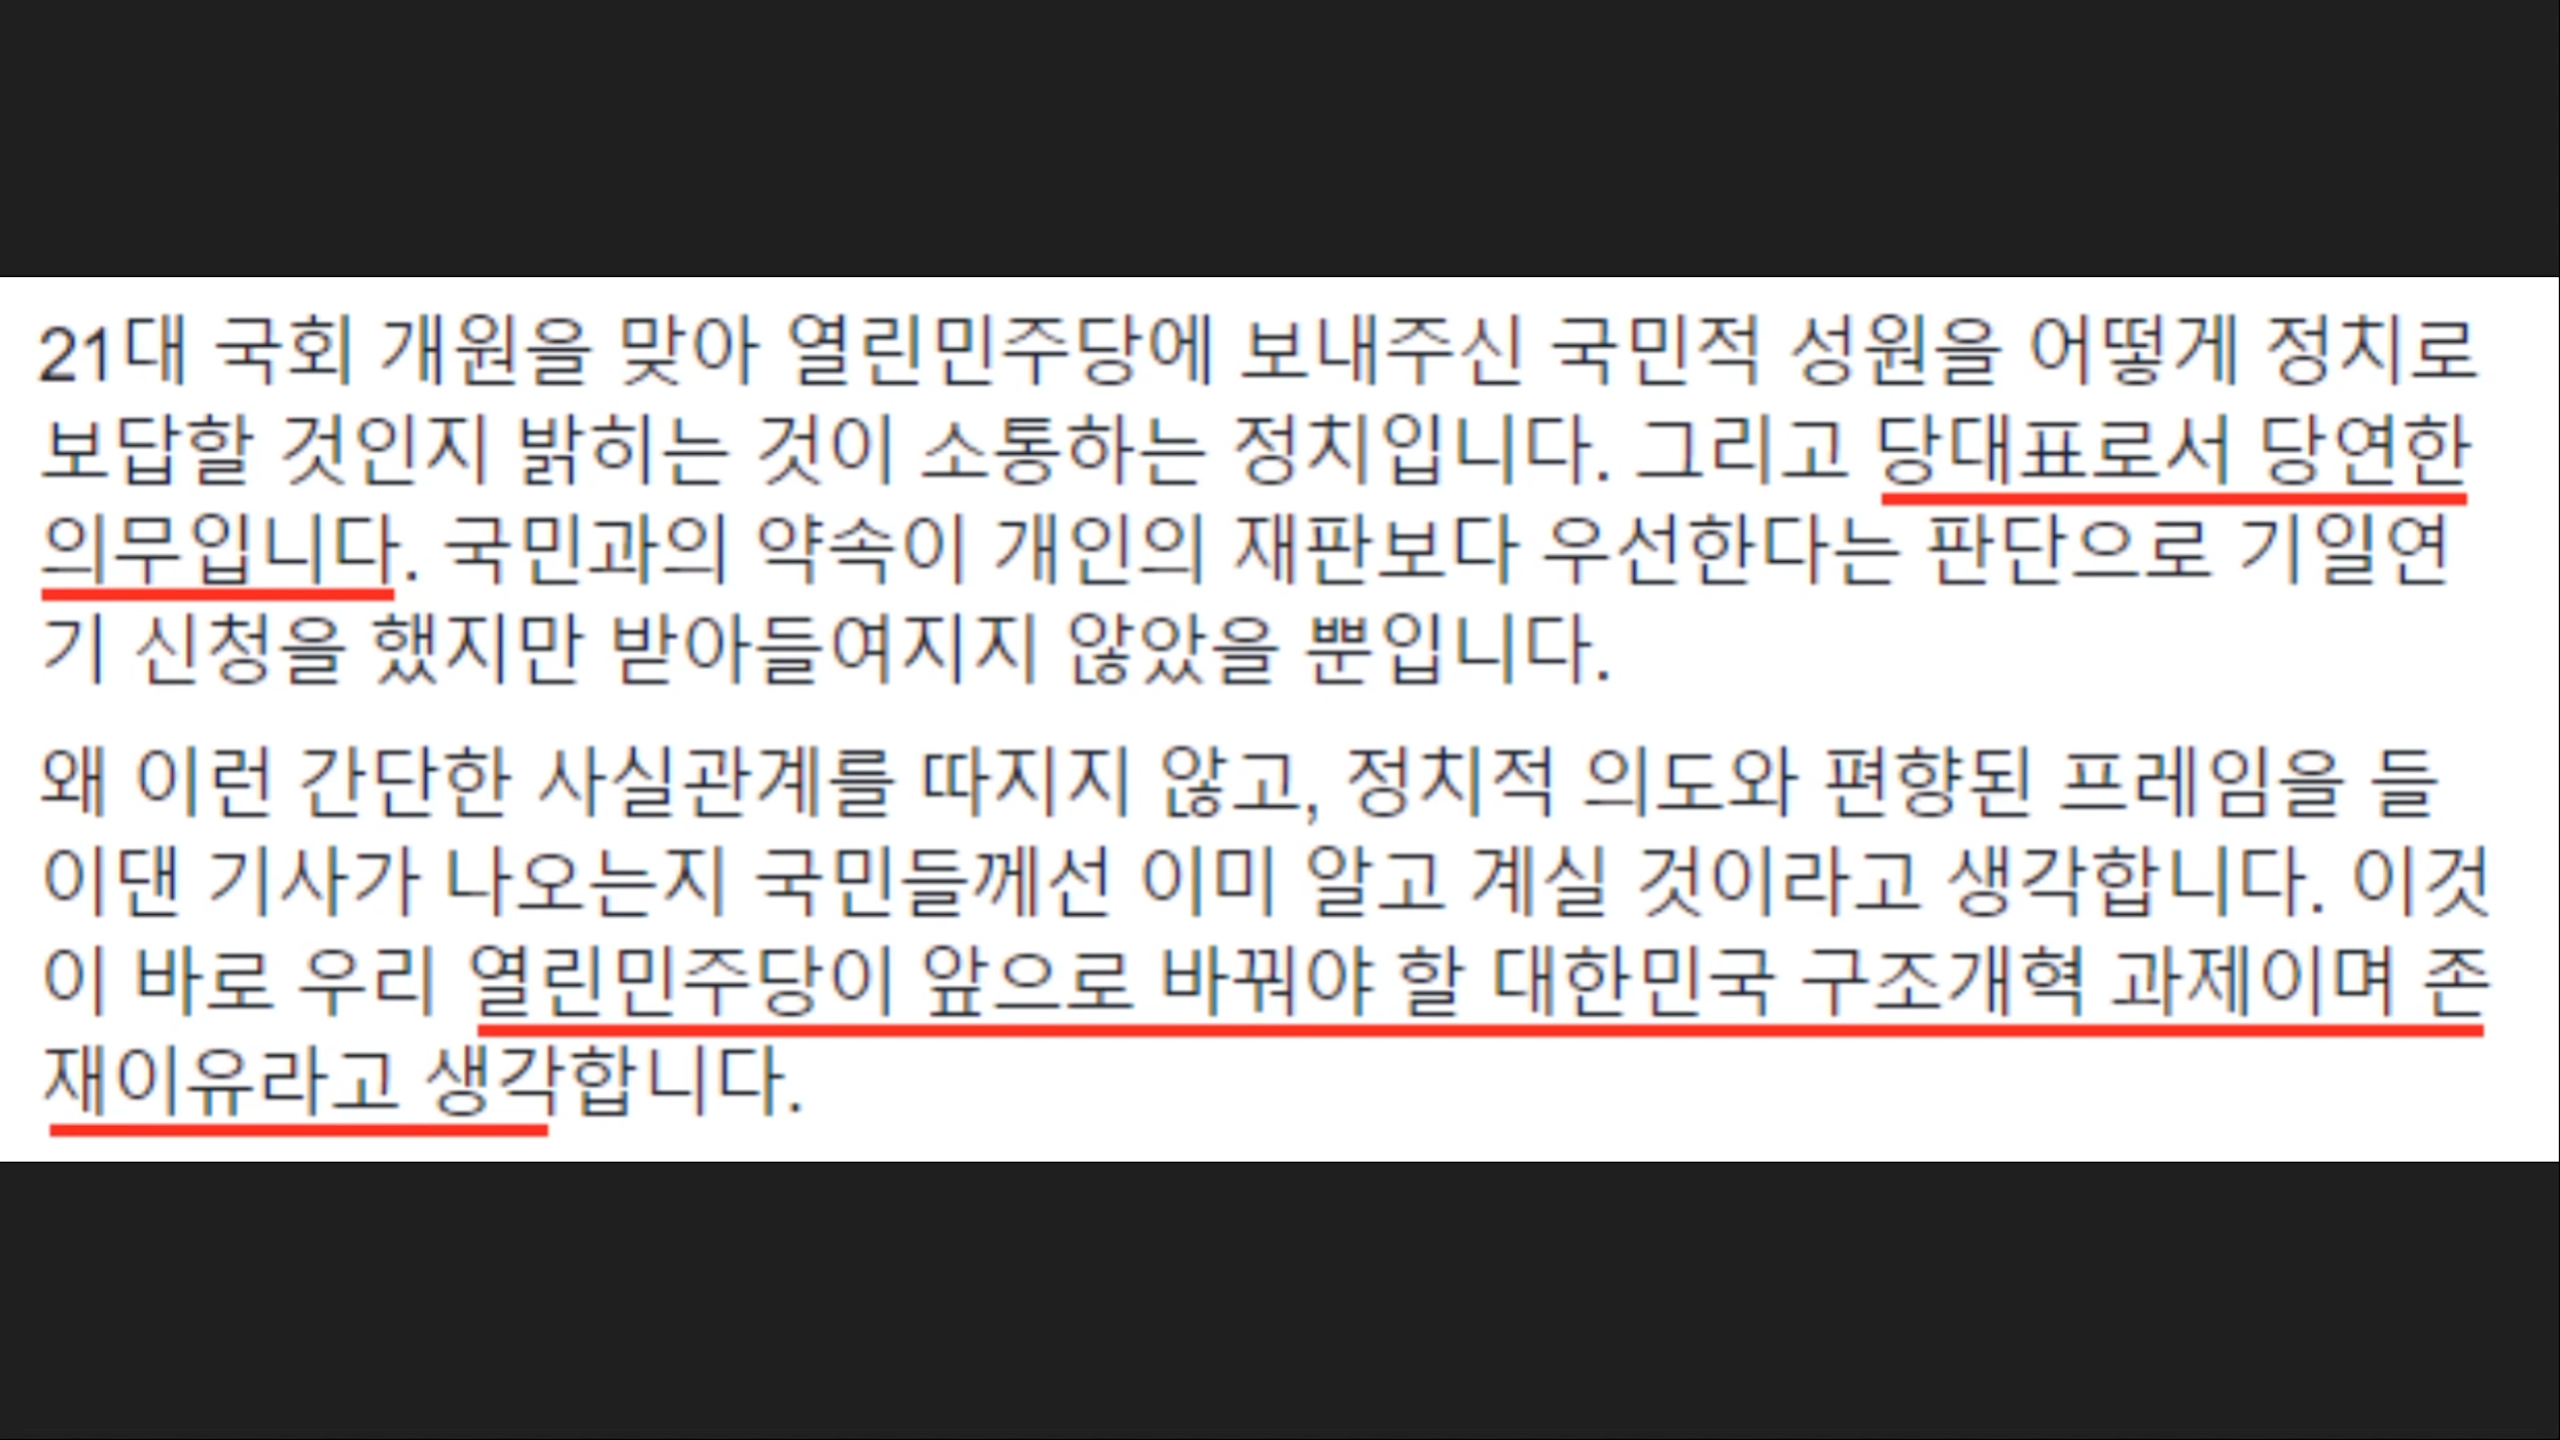 21대 국회 개원을 맞아 열린민주당에 보내주신 국민적 성원을 어떻게 정치로
보답할 것인지 밝히는 것이 소통하는 정치입니다. 그리고 당대표로서 당연한
의무입니다. 국민과의 약속이 개인의 재판보다 우선한다는 판단으로 기일연
기 신청을 했지만 받아들여지지 않았을 뿐입니다.
왜 이런 간단한 사실관계를 따지지 않고, 정치적 의도와 편향된 프레임을 들
이댄 기사가 나오는지 국민들께선 이미 알고 계실 것이라고 생각합니다. 이것
이 바로 우리 열린민주당이 앞으로 바꿔야 할 대한민국 구조개혁 과제이며 존
재이유라고 생각합니다.